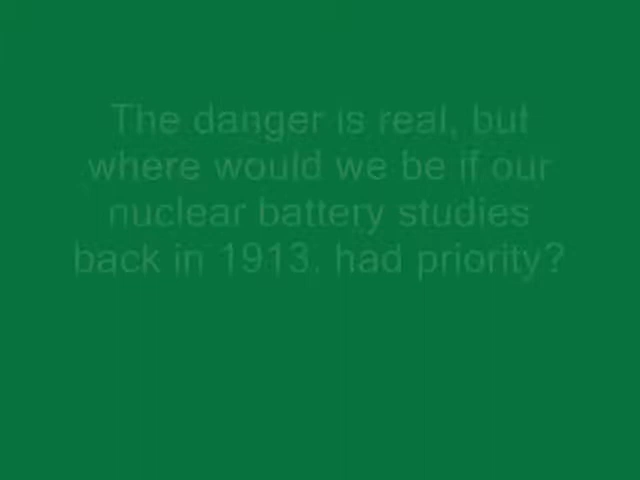 The danger is real, but
where would we be if our
nuclear battery studies
back in 1913. had priority?